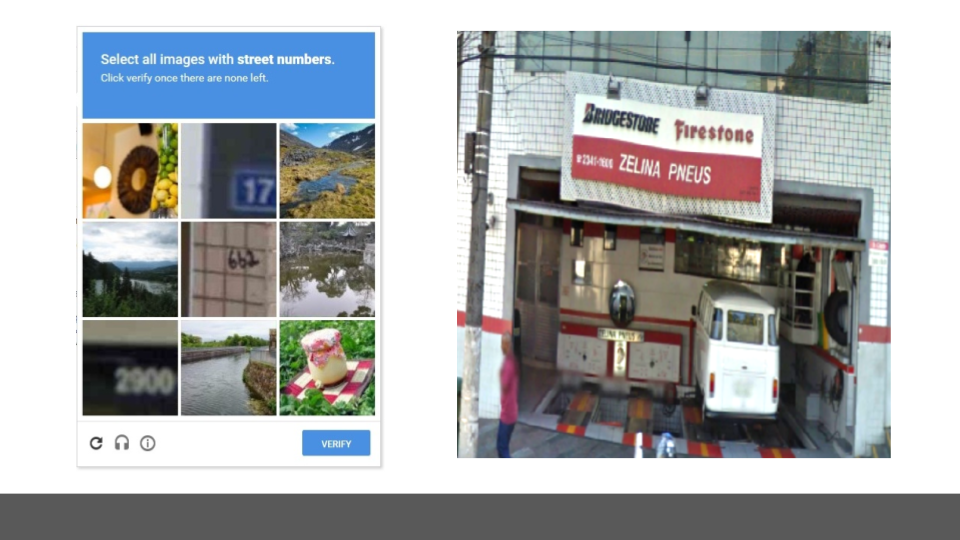 Select all images with street numbers.
Click verify once there are none left.
17
662
2900
VERIFY
BRIDGESTONE Firestone
ZELINA PNEUS